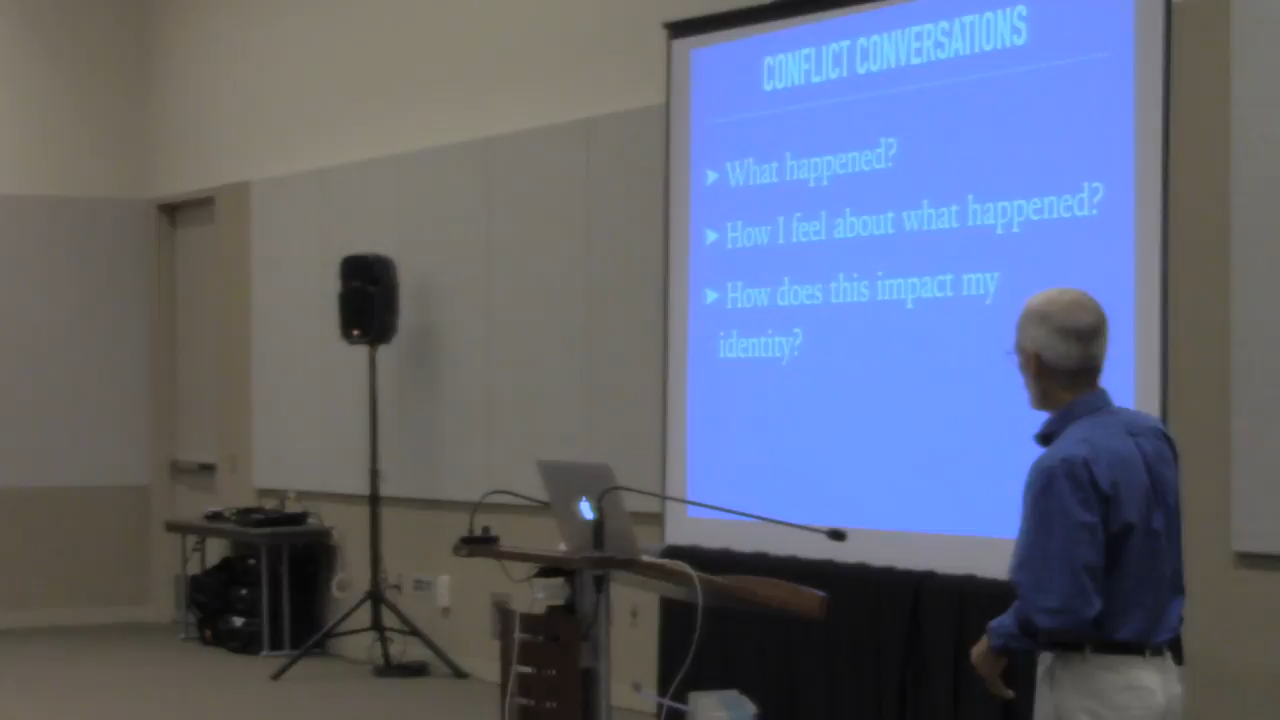 CONFLICT CONVERSATIONS
➤ What happened?
➤ How I feel about what happened?
➤ How does this impact my
identity?